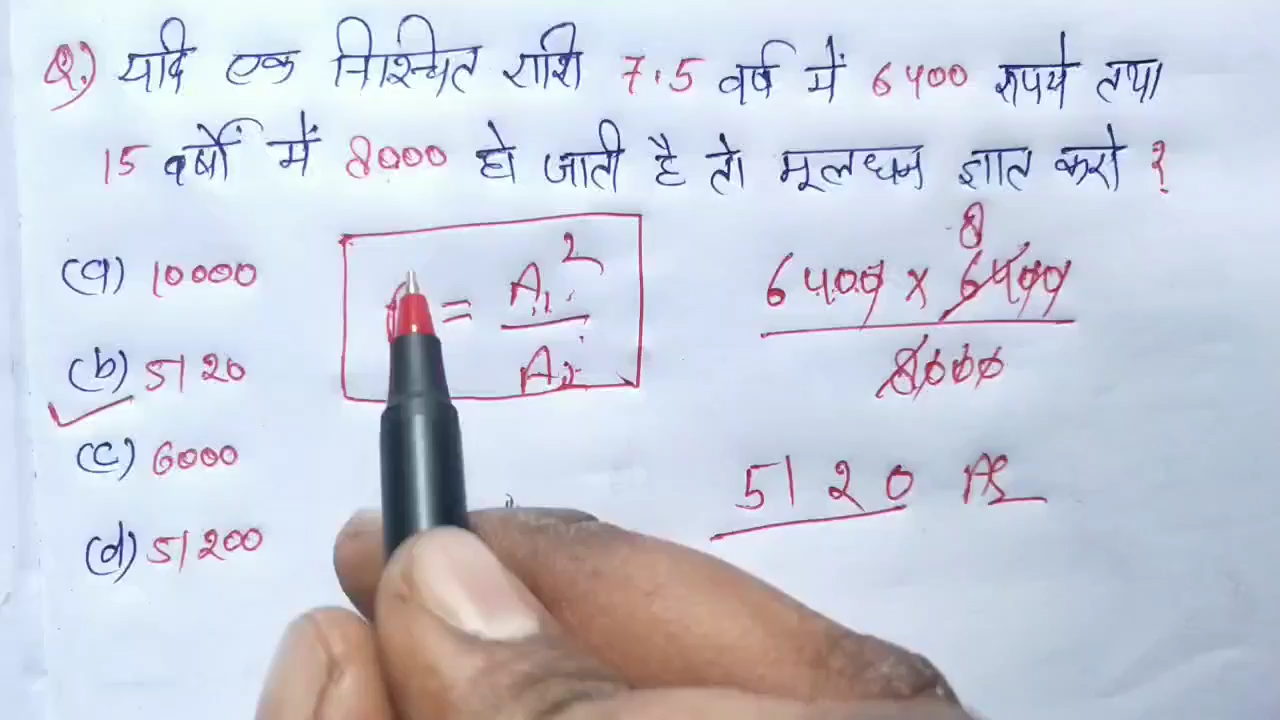 Q.) यदि एक निश्चित राशि 7.5 वर्ष में 6400 रूपये तथा
15 वर्षों में 8000 हो जाती है तो मूलधन ज्ञात करो ?
(a) 10000
(b) 5120
(c) 6000
(d) 51200
= A₁² / A₂
8
6400 x 6400
8000
5120 As